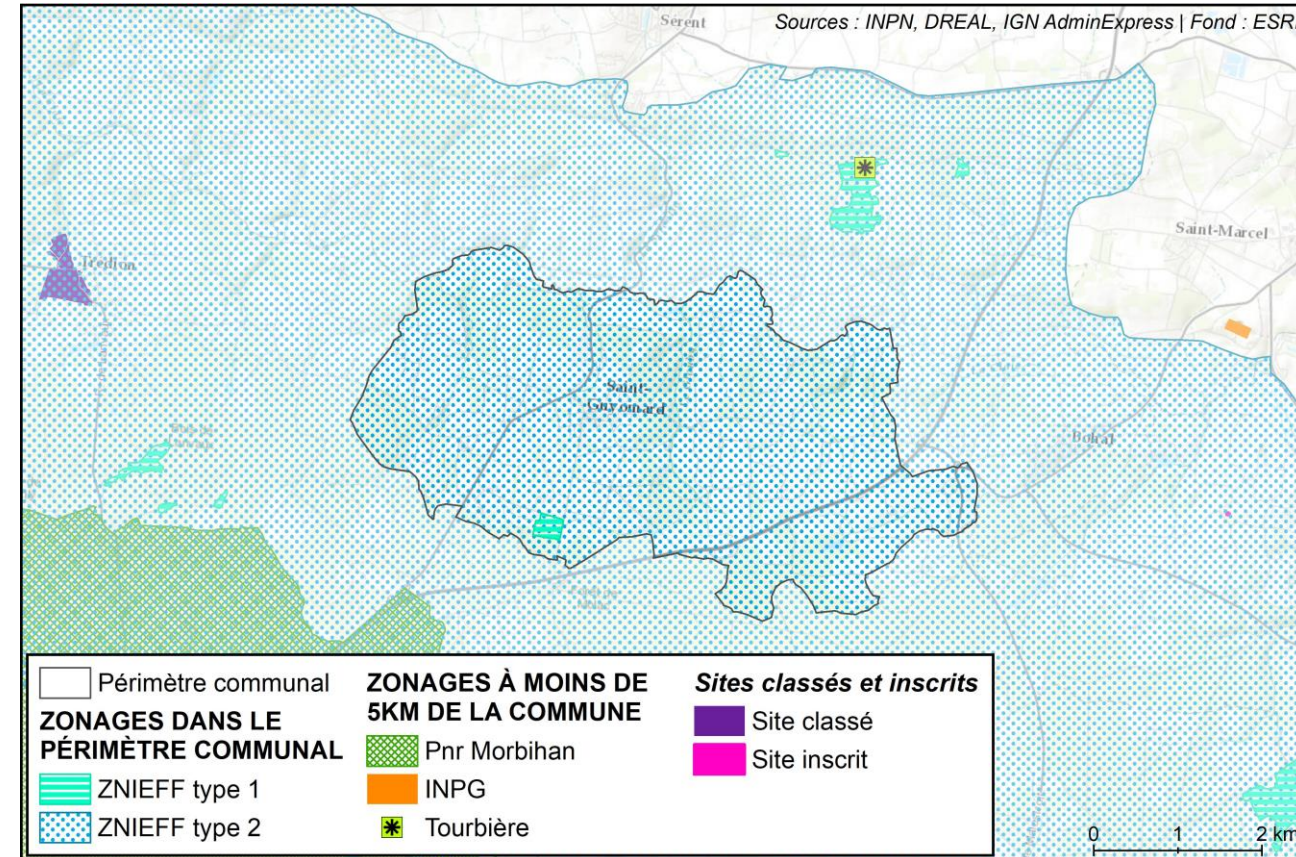 Serent
Sources : INPN, DREAL, IGN AdminExpress | Fond : ESR
Saint-Marcel
Trédion
Saint-
Guyomard
Bohal
Périmètre communal
ZONAGES DANS LE
PÉRIMÈTRE COMMUNAL
ZNIEFF type 1
ZNIEFF type 2
ZONAGES À MOINS DE
5KM DE LA COMMUNE
Pnr Morbihan
INPG
Tourbière
Sites classés et inscrits
Site classé
Site inscrit
0 1 2 km